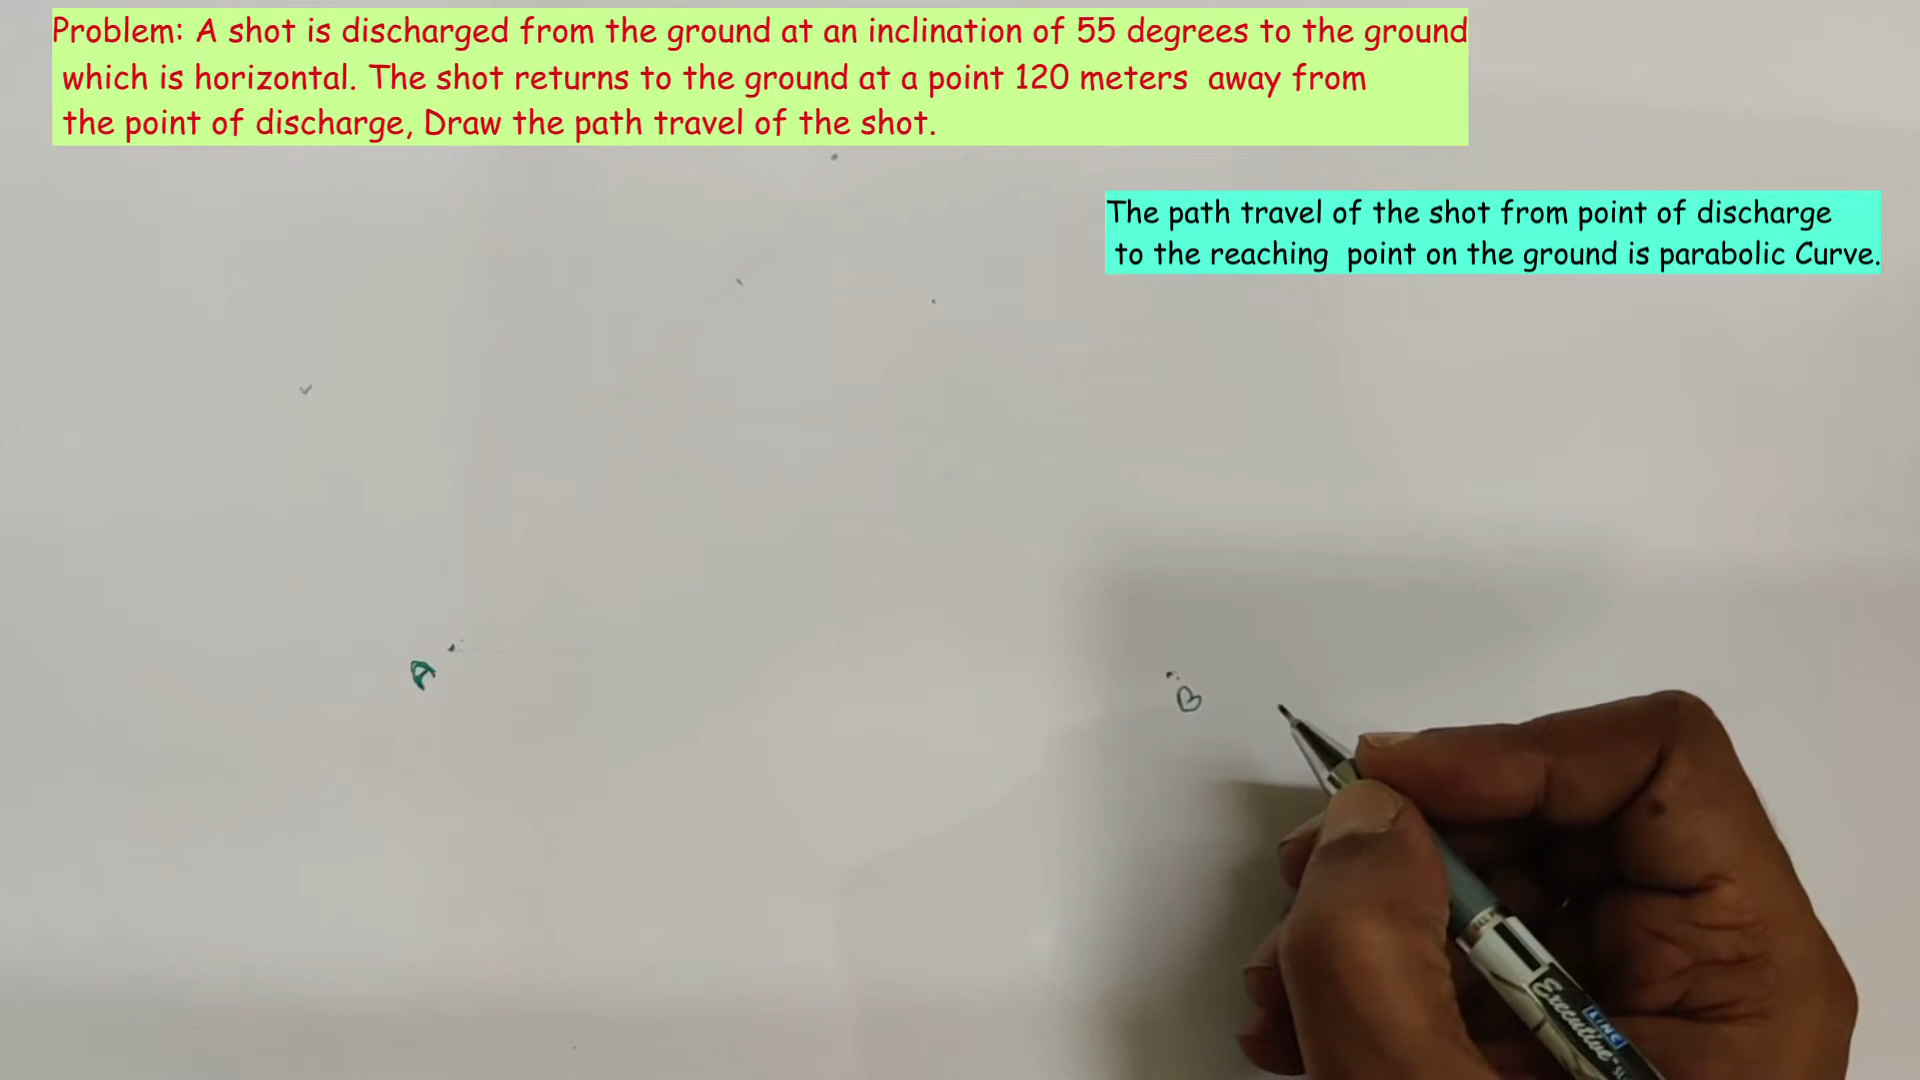 Problem: A shot is discharged from the ground at an inclination of 55 degrees to the ground
which is horizontal. The shot returns to the ground at a point 120 meters away from
the point of discharge, Draw the path travel of the shot.
The path travel of the shot from point of discharge
to the reaching point on the ground is parabolic Curve.
A
B
LINC
Executive